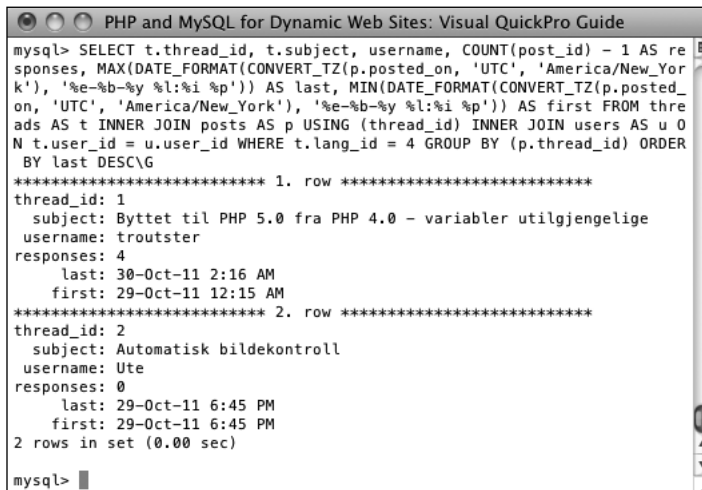 PHP and MySQL for Dynamic Web Sites: Visual QuickPro Guide
mysql> SELECT t.thread_id, t.subject, username, COUNT(post_id) - 1 AS re
sponses, MAX(DATE_FORMAT(CONVERT_TZ(p.posted_on, 'UTC', 'America/New_Yor
k'), '%e-%b-%y %l:%i %p')) AS last, MIN(DATE_FORMAT(CONVERT_TZ(p.posted_
on, 'UTC', 'America/New_York'), '%e-%b-%y %l:%i %p')) AS first FROM thre
ads AS t INNER JOIN posts AS p USING (thread_id) INNER JOIN users AS u O
N t.user_id = u.user_id WHERE t.lang_id = 4 GROUP BY (p.thread_id) ORDER
 BY last DESC\G
*************************** 1. row ***************************
thread_id: 1
  subject: Byttet til PHP 5.0 fra PHP 4.0 - variabler utilgjengelige
 username: troutster
responses: 4
     last: 30-Oct-11 2:16 AM
    first: 29-Oct-11 12:15 AM
*************************** 2. row ***************************
thread_id: 2
  subject: Automatisk bildekontroll
 username: Ute
responses: 0
     last: 29-Oct-11 6:45 PM
    first: 29-Oct-11 6:45 PM
2 rows in set (0.00 sec)
mysql>